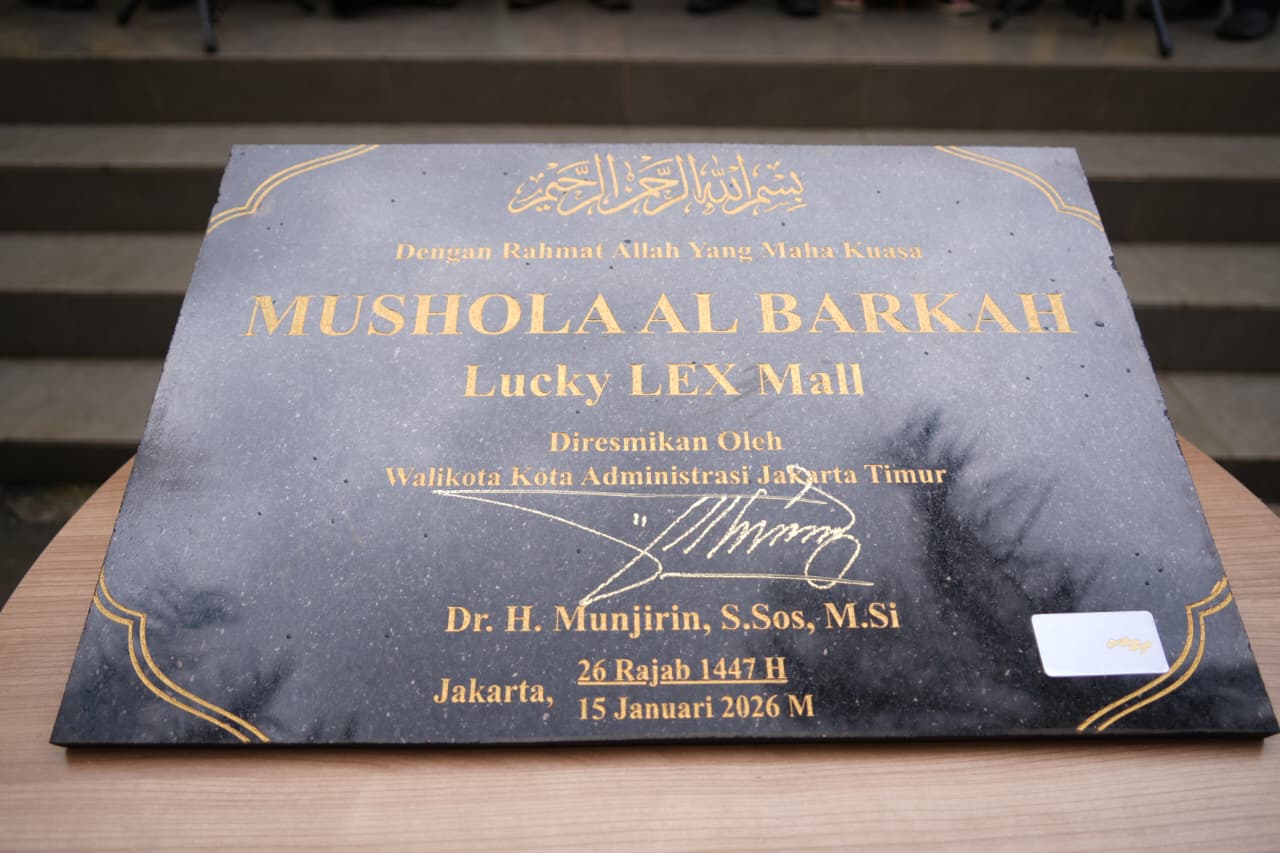 بِسْمِ اللهِ الرَّحْمٰنِ الرَّحِيْمِ
Dengan Rahmat Allah Yang Maha Kuasa
MUSHOLA AL BARKAH
Lucky LEX Mall
Diresmikan Oleh
Walikota Kota Administrasi Jakarta Timur
Dr. H. Munjirin, S.Sos, M.Si
26 Rajab 1447 H
Jakarta,
15 Januari 2026 M